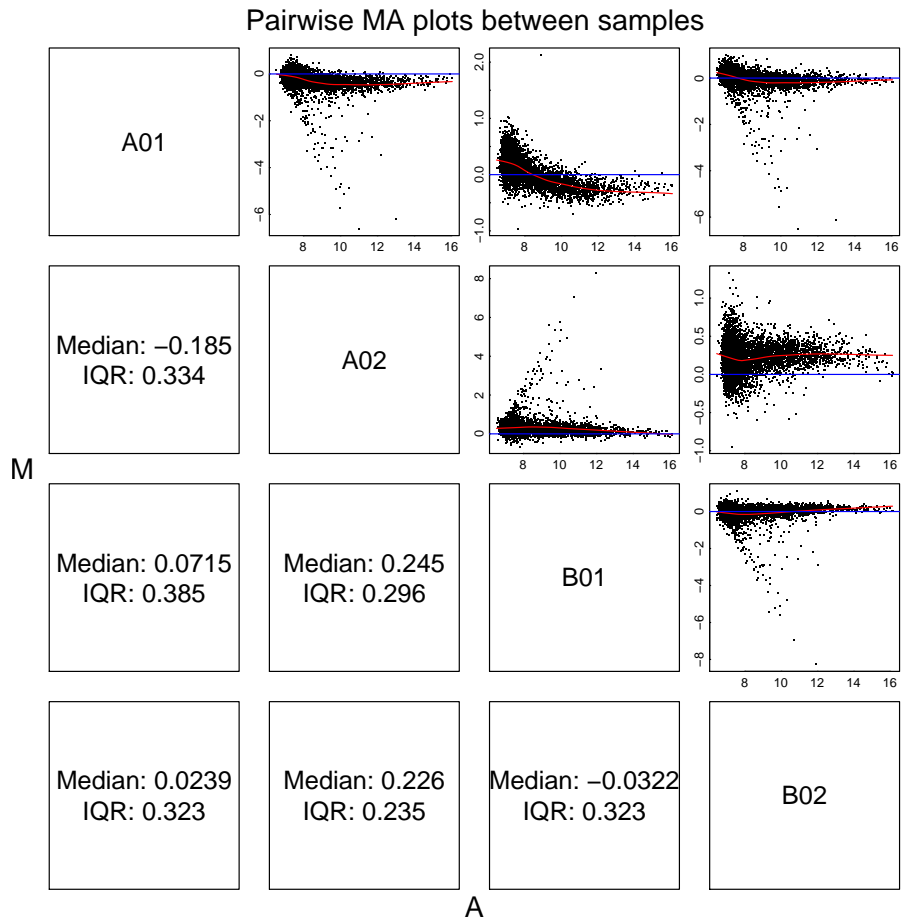 Pairwise MA plots between samples
A01
0
−2
−4
−6
8 10 12 14 16
2.0
1.0
0.0
−1.0
8 10 12 14 16
0
−2
−4
−6
8 10 12 14 16
Median: −0.185
IQR: 0.334
A02
8
6
4
2
0
8 10 12 14 16
1.0
0.5
0.0
−0.5
−1.0
8 10 12 14 16
M
Median: 0.0715
IQR: 0.385
Median: 0.245
IQR: 0.296
B01
0
−2
−4
−6
−8
8 10 12 14 16
Median: 0.0239
IQR: 0.323
Median: 0.226
IQR: 0.235
Median: −0.0322
IQR: 0.323
B02
A